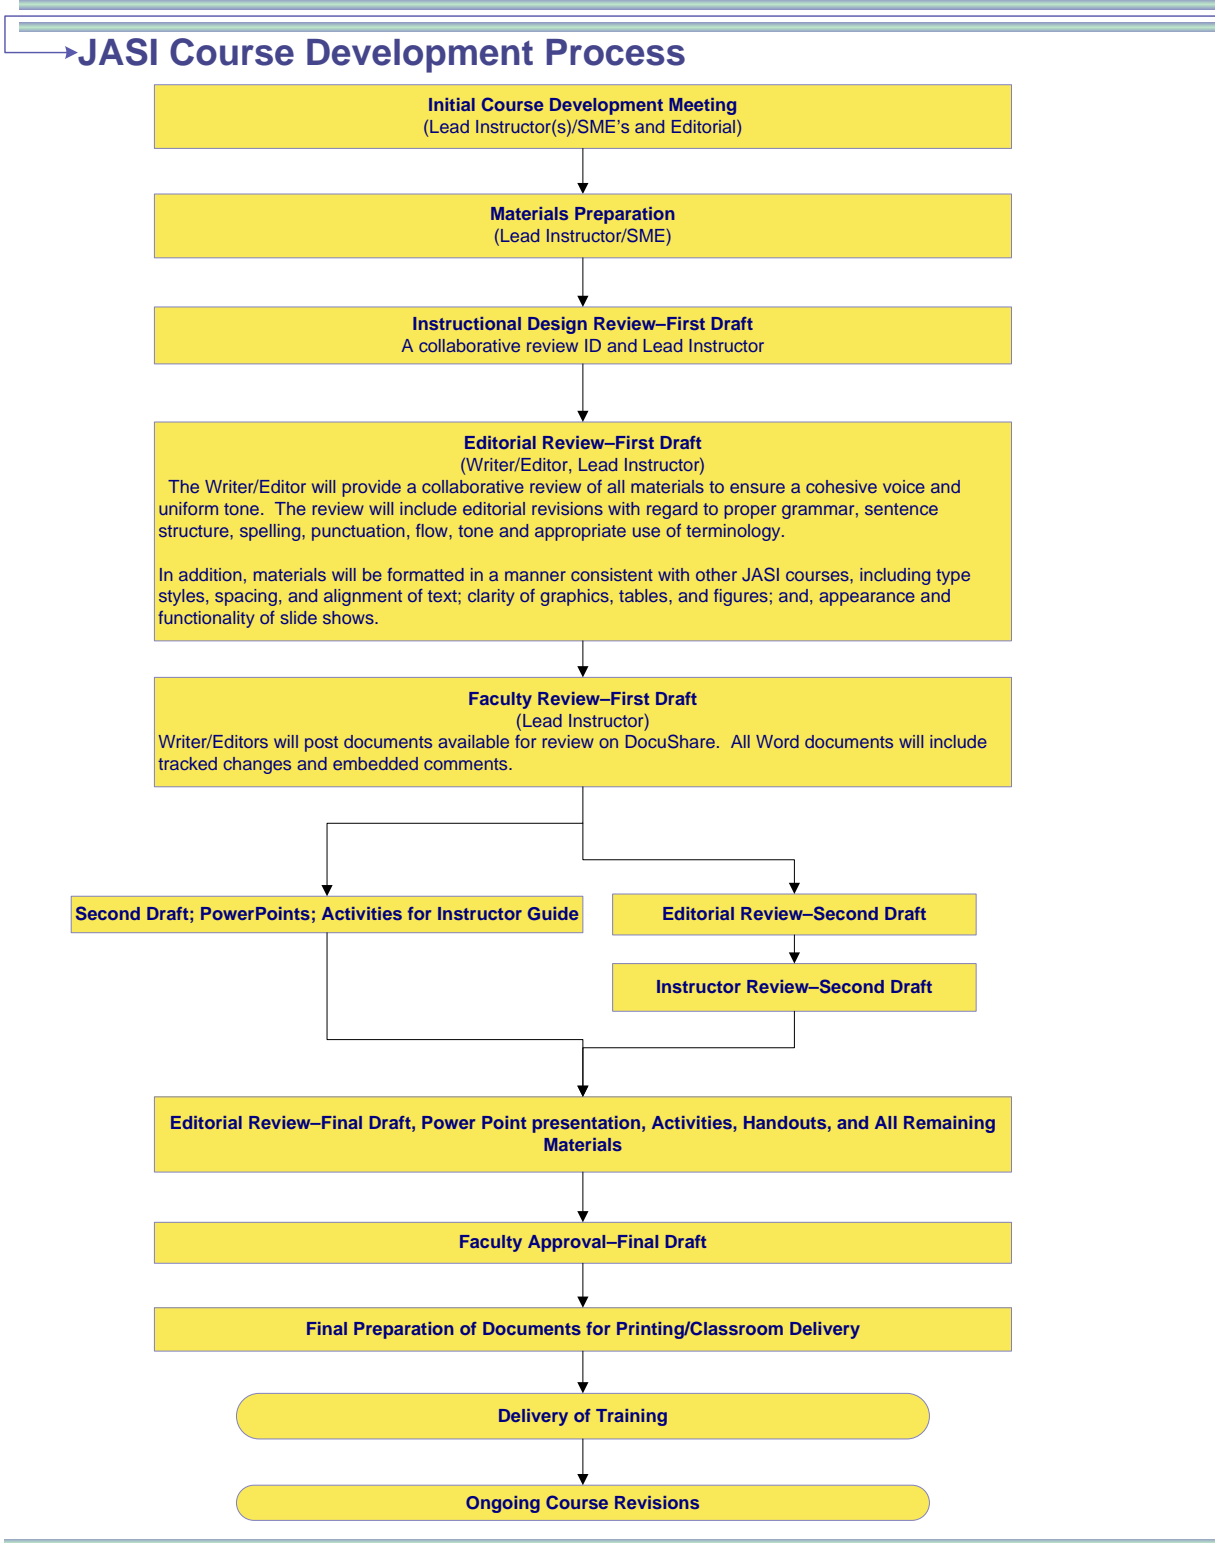 JASI Course Development Process
Initial Course Development Meeting
(Lead Instructor(s)/SME's and Editorial)
Materials Preparation
(Lead Instructor/SME)
Instructional Design Review–First Draft
A collaborative review ID and Lead Instructor
Editorial Review–First Draft
(Writer/Editor, Lead Instructor)
The Writer/Editor will provide a collaborative review of all materials to ensure a cohesive voice and
uniform tone.  The review will include editorial revisions with regard to proper grammar, sentence
structure, spelling, punctuation, flow, tone and appropriate use of terminology.
In addition, materials will be formatted in a manner consistent with other JASI courses, including type
styles, spacing, and alignment of text; clarity of graphics, tables, and figures; and, appearance and
functionality of slide shows.
Faculty Review–First Draft
(Lead Instructor)
Writer/Editors will post documents available for review on DocuShare.  All Word documents will include
tracked changes and embedded comments.
Second Draft; PowerPoints; Activities for Instructor Guide
Editorial Review–Second Draft
Instructor Review–Second Draft
Editorial Review–Final Draft, Power Point presentation, Activities, Handouts, and All Remaining
Materials
Faculty Approval–Final Draft
Final Preparation of Documents for Printing/Classroom Delivery
Delivery of Training
Ongoing Course Revisions